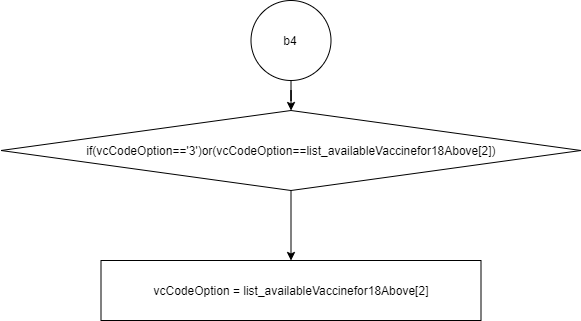 b4
if(vcCodeOption=='3')or(vcCodeOption==list_availableVaccinefor18Above[2])
vcCodeOption = list_availableVaccinefor18Above[2]